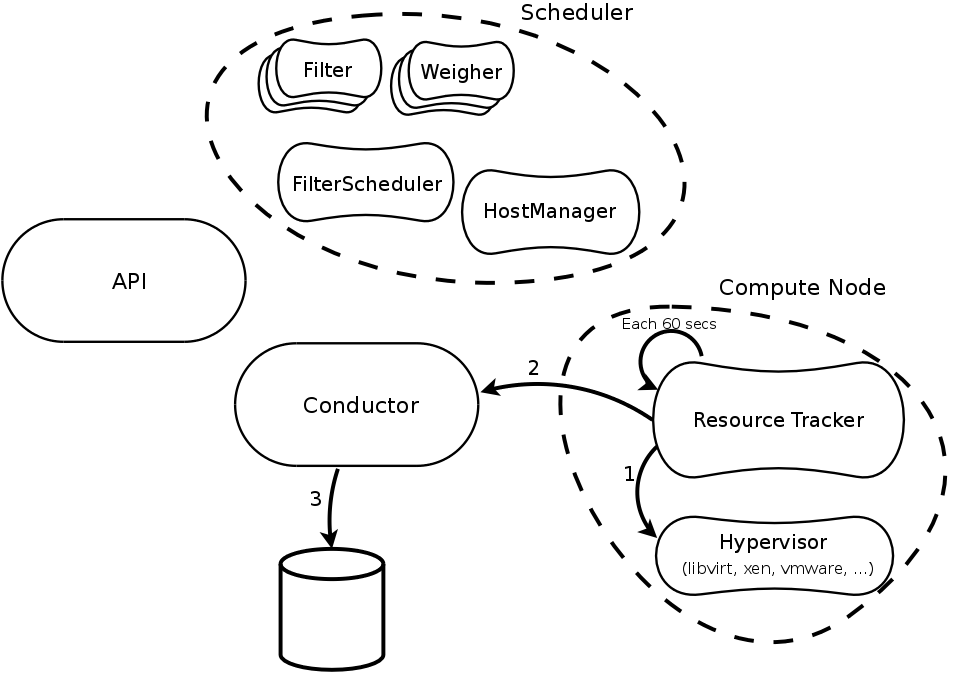 Scheduler
Filter
Weigher
FilterScheduler
HostManager
API
Compute Node
Each 60 secs
2
Conductor
Resource Tracker
1
3
Hypervisor
(libvirt, xen, vmware, ...)